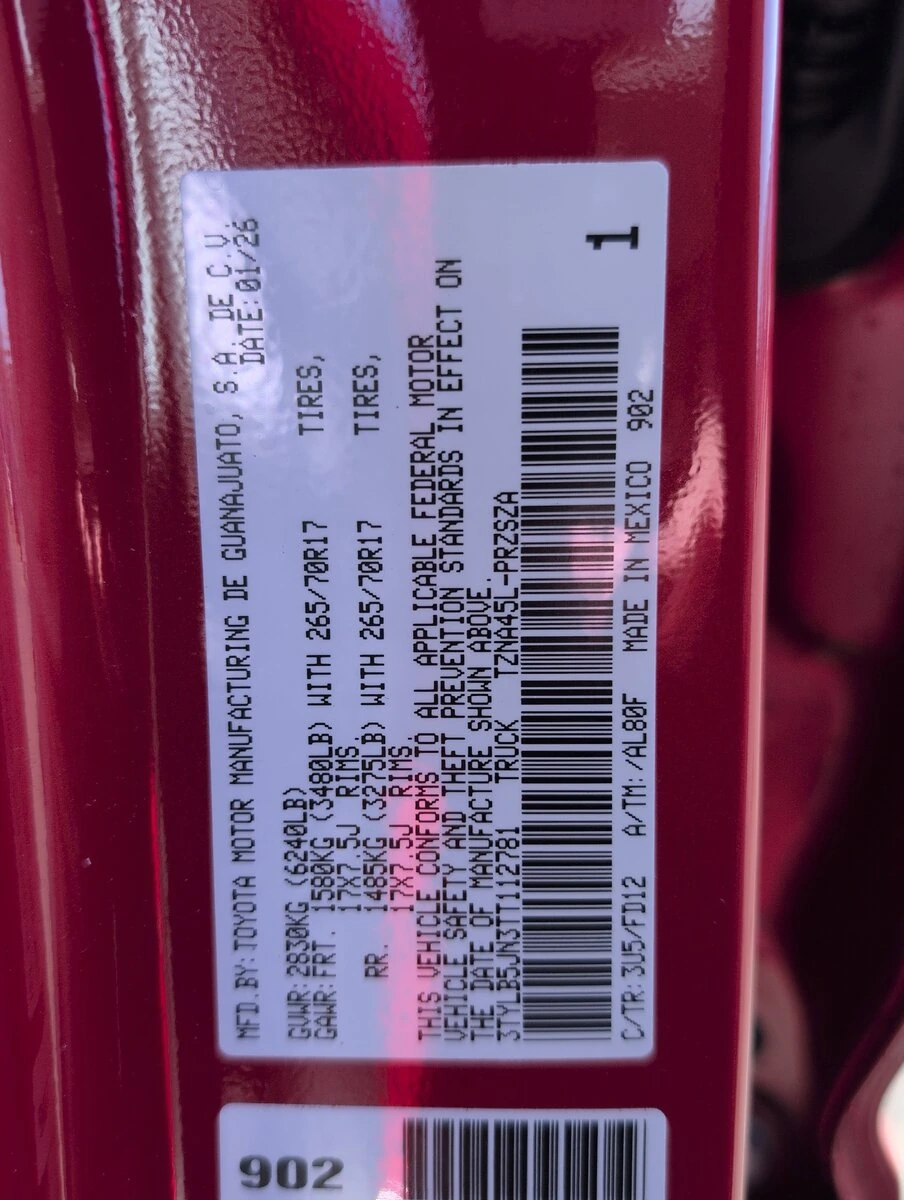 MFD.BY:TOYOTA MOTOR MANUFACTURING DE GUANAJUATO, S.A. DE C.V.
DATE:01/26
GVWR:2830KG (6240LB)
GAWR:FRT. 1580KG (3480LB) WITH 265/70R17 TIRES,
17X7.5J RIMS.
RR. 1485KG (3275LB) WITH 265/70R17 TIRES,
17X7.5J RIMS.
THIS VEHICLE CONFORMS TO ALL APPLICABLE FEDERAL MOTOR
VEHICLE SAFETY AND THEFT PREVENTION STANDARDS IN EFFECT ON
THE DATE OF MANUFACTURE SHOWN ABOVE.
3TYLB5JN3TT112781 TRUCK TZNA45L-PRZSZA
1
C/TR:3U5/FD12 A/TM:/AL80F MADE IN MEXICO 902
902